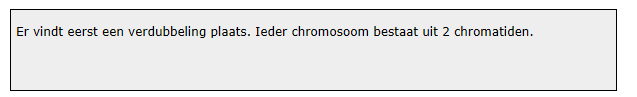 Er vindt eerst een verdubbeling plaats. Ieder chromosoom bestaat uit 2 chromatiden.